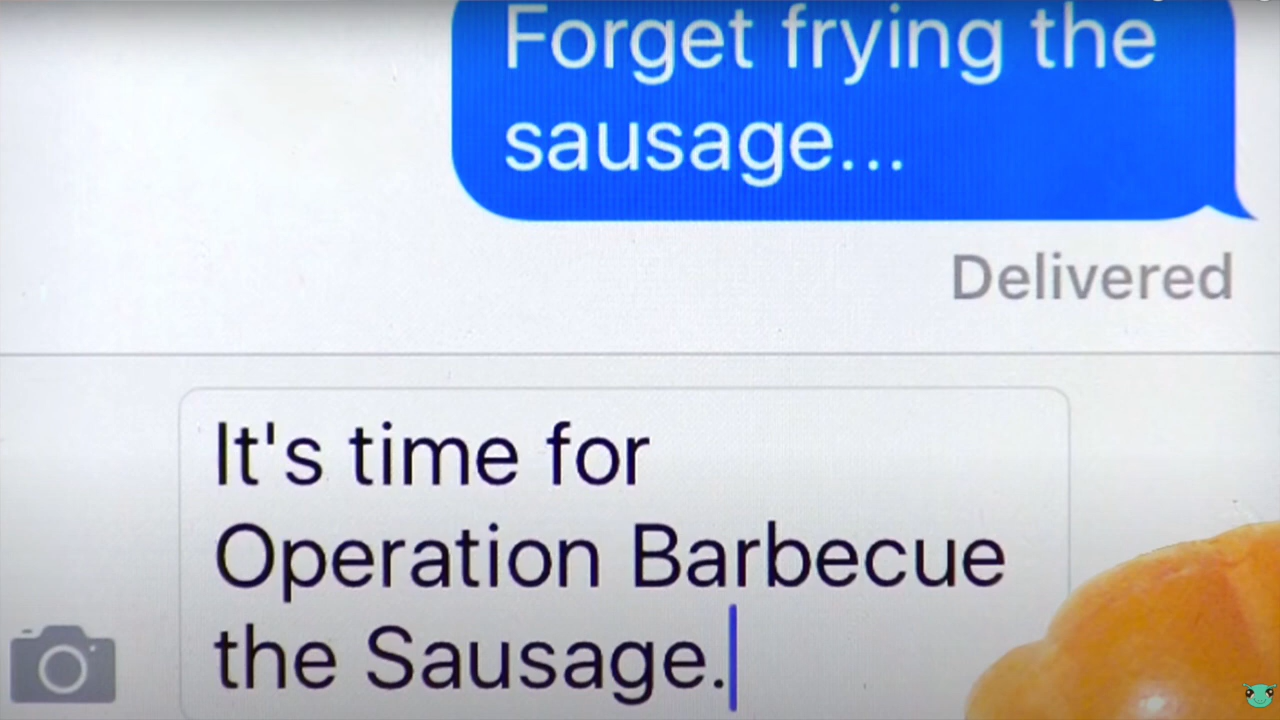 Forget frying the
sausage...
Delivered
It's time for
Operation Barbecue
the Sausage.